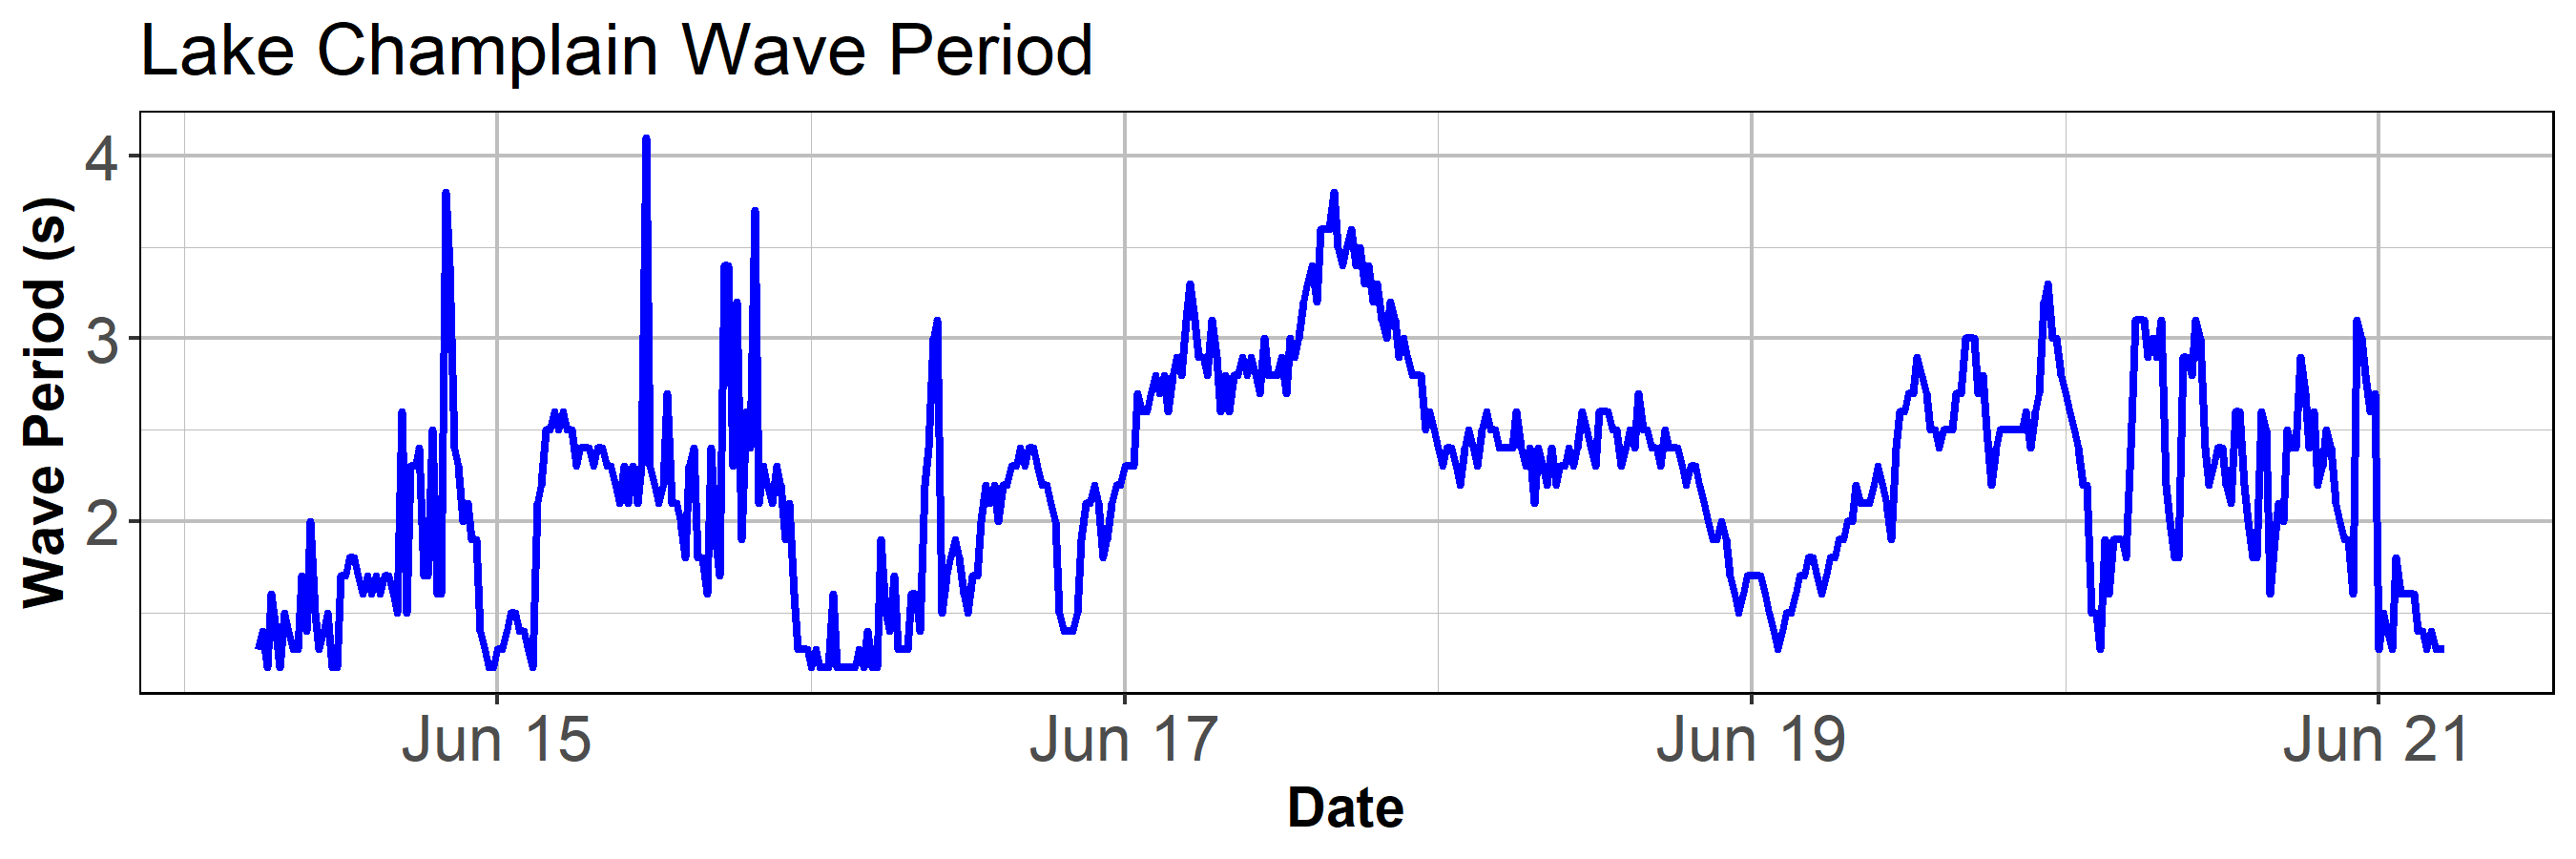 Lake Champlain Wave Period
Wave Period (s)
4
3
2
Jun 15 Jun 17 Jun 19 Jun 21
Date